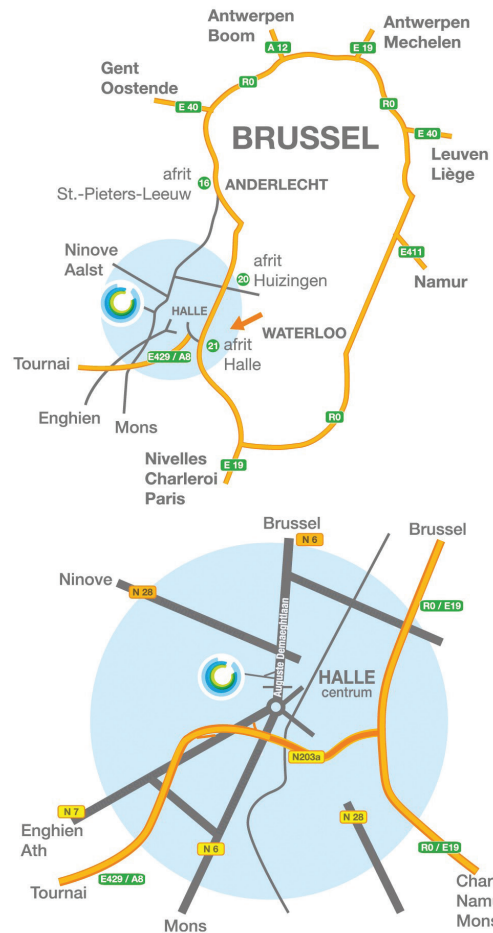 Antwerpen
Boom
Antwerpen
Mechelen
A 12
E 19
R0
R0
Gent
Oostende
E 40
BRUSSEL
E 40
Leuven
Liège
afrit
St.-Pieters-Leeuw
16
ANDERLECHT
Ninove
Aalst
afrit
Huizingen
20
E411
Namur
HALLE
WATERLOO
21
afrit
Halle
Tournai
E429 / A8
Enghien
Mons
R0
E 19
Nivelles
Charleroi
Paris
Brussel
N 6
Brussel
Ninove
N 28
R0 / E19
Auguste Demaeghtlaan
HALLE
centrum
N203a
N 7
Enghien
Ath
N 28
N 6
R0 / E19
E429 / A8
Tournai
Mons
Char
Nam
Mons